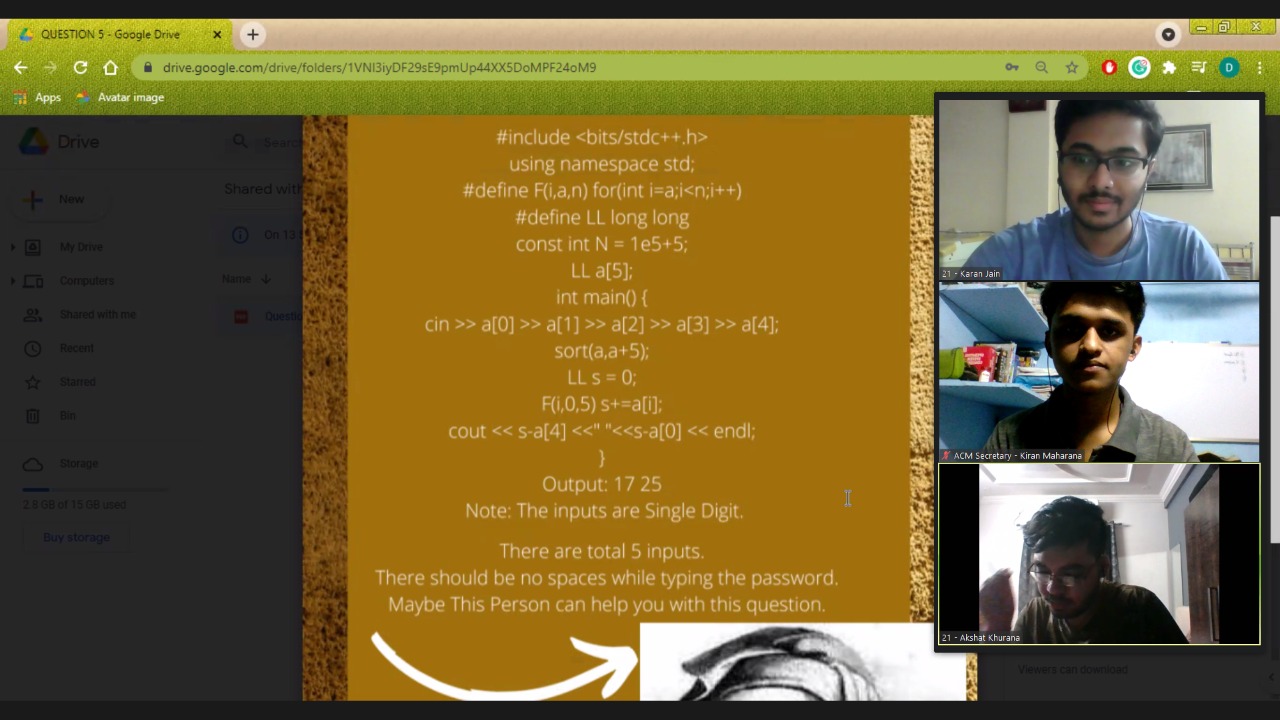 QUESTION 5 - Google Drive
drive.google.com/drive/folders/1VNl3iyDF29sE9pmUp44XX5DoMPF24oM9
D
Apps
Avatar image
Drive
Search
New
Shared with
On 13
My Drive
Computers
Shared with me
Recent
Starred
Bin
Storage
2.8 GB of 15 GB used
Buy storage
Name
Questio
#include <bits/stdc++.h>
using namespace std;
#define F(i,a,n) for(int i=a;i<n;i++)
#define LL long long
const int N = 1e5+5;
LL a[5];
int main() {
cin >> a[0] >> a[1] >> a[2] >> a[3] >> a[4];
sort(a,a+5);
LL s = 0;
F(i,0,5) s+=a[i];
cout << s-a[4] <<" "<<s-a[0] << endl;
}
Output: 17 25
Note: The inputs are Single Digit.
There are total 5 inputs.
There should be no spaces while typing the password.
Maybe This Person can help you with this question.
21 - Karan Jain
ACM Secretary - Kiran Maharana
21 - Akshat Khurana
Viewers can download